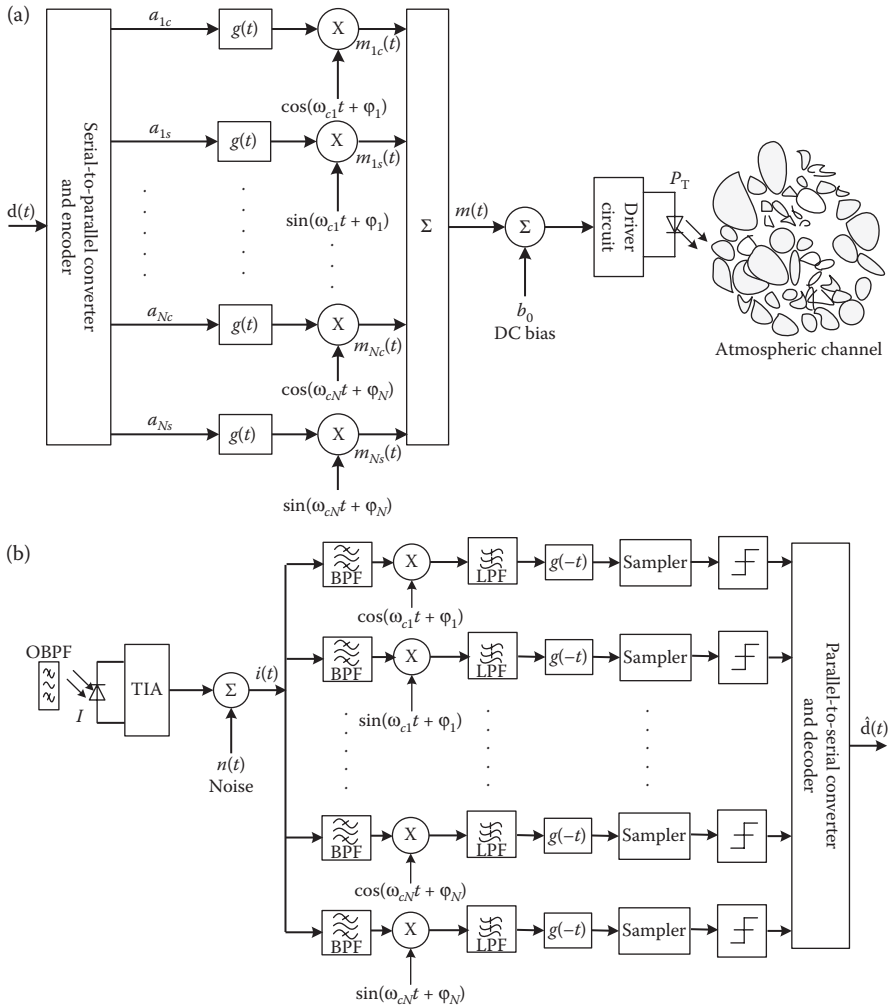 (a)
a1c
g(t)
X
m1c(t)
cos(ωc1t + φ1)
a1s
g(t)
X
m1s(t)
sin(ωc1t + φ1)
d(t)
Serial-to-parallel converter
and encoder
Σ
m(t)
Σ
b0
DC bias
Driver
circuit
PT
Atmospheric channel
aNc
g(t)
X
mNc(t)
cos(ωcNt + φN)
aNs
g(t)
X
mNs(t)
sin(ωcNt + φN)
(b)
OBPF
I
TIA
Σ
i(t)
n(t)
Noise
BPF
X
LPF
g(−t)
Sampler
cos(ωc1t + φ1)
BPF
X
LPF
g(−t)
Sampler
sin(ωc1t + φ1)
BPF
X
LPF
g(−t)
Sampler
cos(ωcNt + φN)
BPF
X
LPF
g(−t)
Sampler
sin(ωcNt + φN)
Parallel-to-serial converter
and decoder
d̂(t)